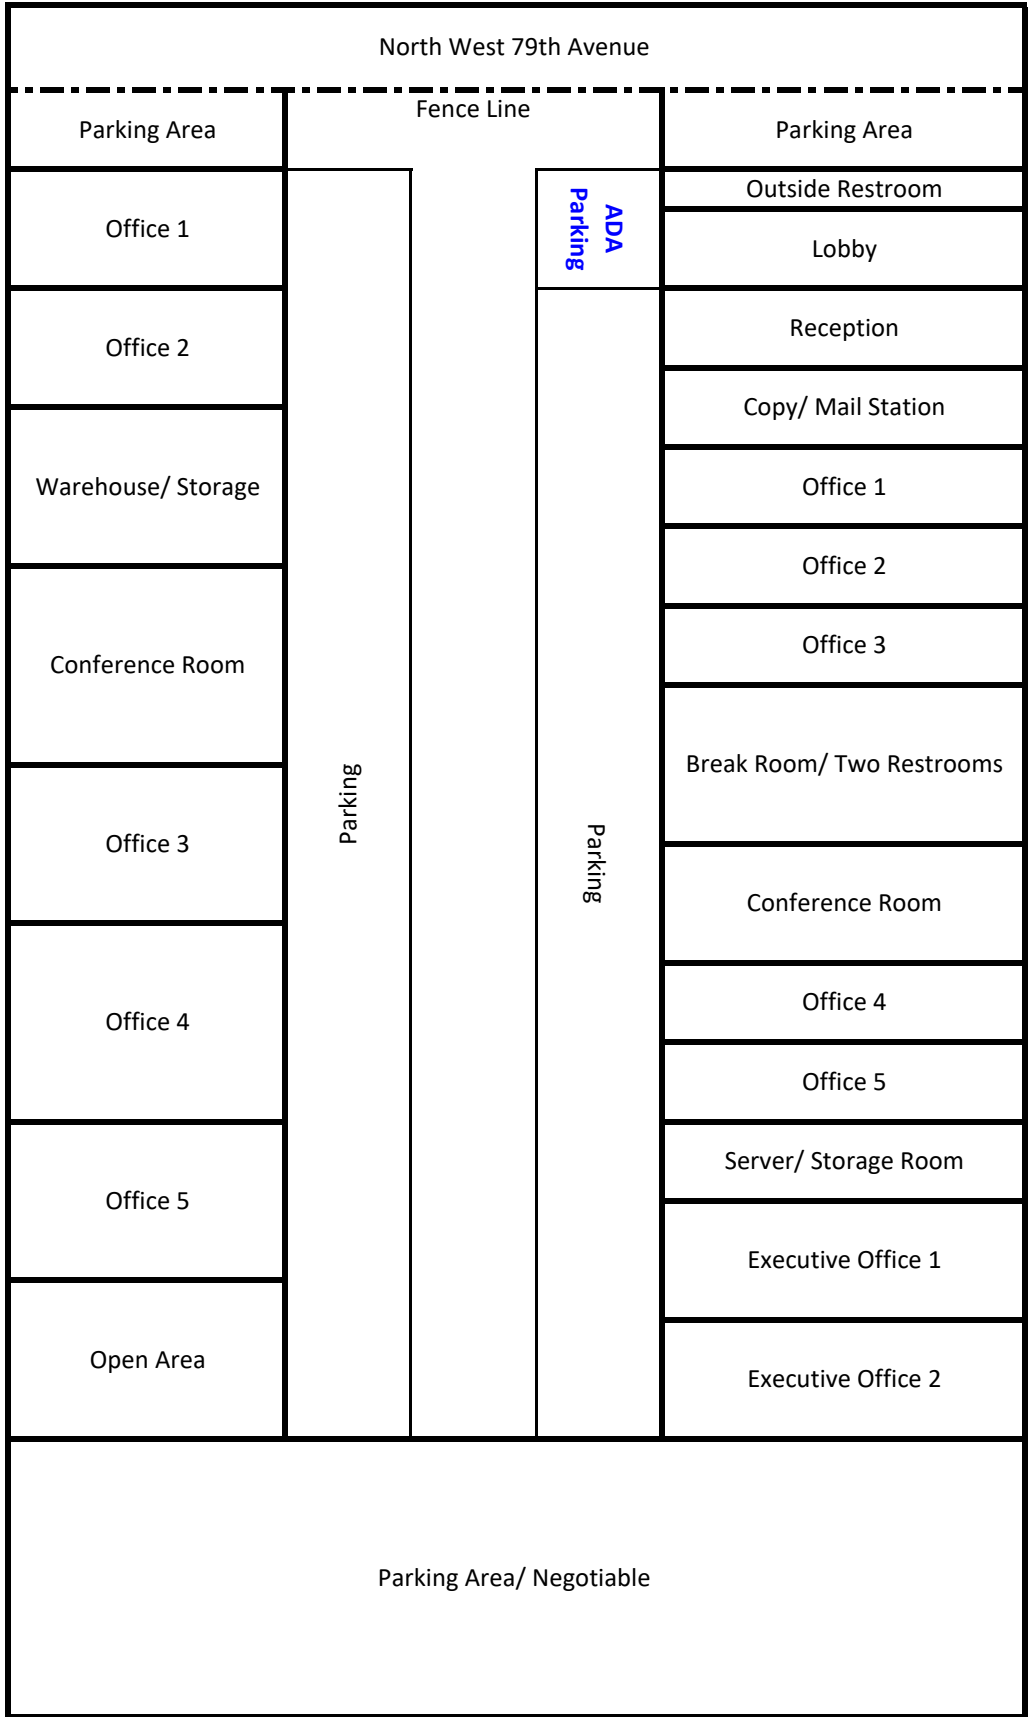 North West 79th Avenue
Fence Line
Parking Area
Parking Area
Office 1
Office 2
Warehouse/ Storage
Conference Room
Office 3
Office 4
Office 5
Open Area
Parking
ADA
Parking
Parking
Outside Restroom
Lobby
Reception
Copy/ Mail Station
Office 1
Office 2
Office 3
Break Room/ Two Restrooms
Conference Room
Office 4
Office 5
Server/ Storage Room
Executive Office 1
Executive Office 2
Parking Area/ Negotiable